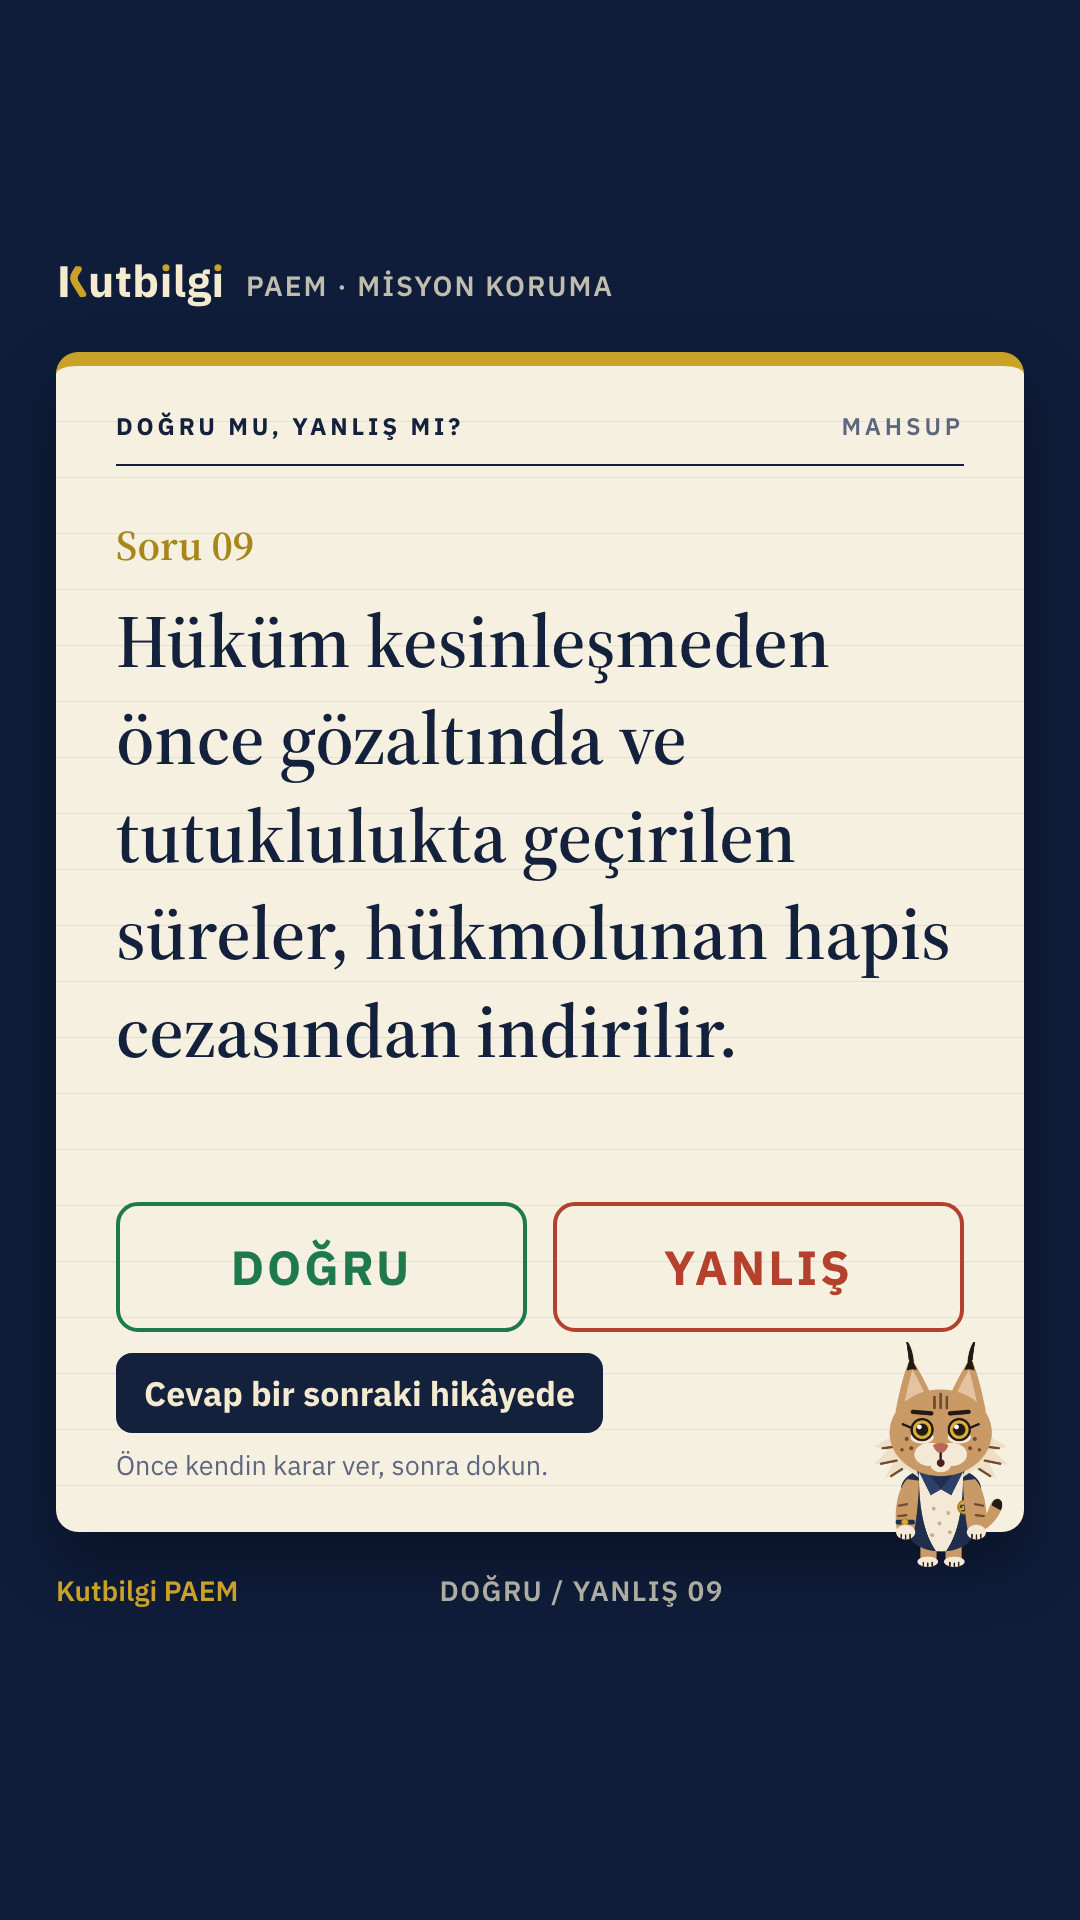 Kutbilgi PAEM · MİSYON KORUMA
DOĞRU MU, YANLIŞ MI? MAHSUP
Soru 09
Hüküm kesinleşmeden
önce gözaltında ve
tutuklulukta geçirilen
süreler, hükmolunan hapis
cezasından indirilir.
DOĞRU YANLIŞ
Cevap bir sonraki hikâyede
Önce kendin karar ver, sonra dokun.
Kutbilgi PAEM DOĞRU / YANLIŞ 09